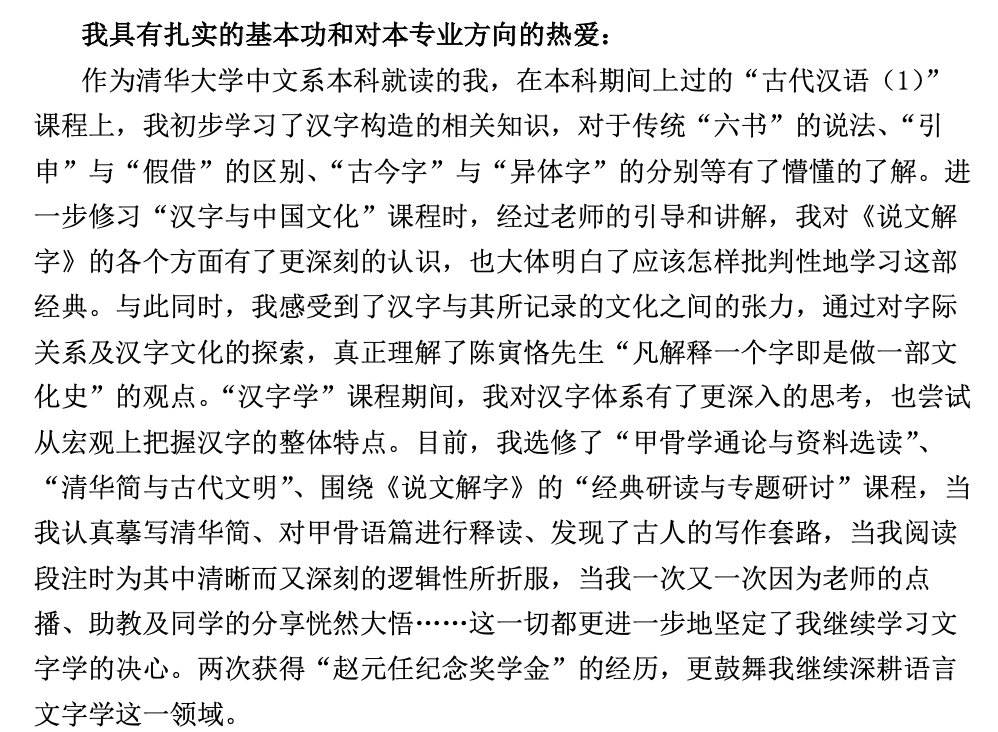 我具有扎实的基本功和对本专业方向的热爱：
作为清华大学中文系本科就读的我，在本科期间上过的“古代汉语（1）”
课程上，我初步学习了汉字构造的相关知识，对于传统“六书”的说法、“引
申”与“假借”的区别、“古今字”与“异体字”的分别等有了懵懂的了解。进
一步修习“汉字与中国文化”课程时，经过老师的引导和讲解，我对《说文解
字》的各个方面有了更深刻的认识，也大体明白了应该怎样批判性地学习这部
经典。与此同时，我感受到了汉字与其所记录的文化之间的张力，通过对字际
关系及汉字文化的探索，真正理解了陈寅恪先生“凡解释一个字即是做一部文
化史”的观点。“汉字学”课程期间，我对汉字体系有了更深入的思考，也尝试
从宏观上把握汉字的整体特点。目前，我选修了“甲骨学通论与资料选读”、
“清华简与古代文明”、围绕《说文解字》的“经典研读与专题研讨”课程，当
我认真摹写清华简、对甲骨语篇进行释读、发现了古人的写作套路，当我阅读
段注时为其中清晰而又深刻的逻辑性所折服，当我一次又一次因为老师的点
播、助教及同学的分享恍然大悟……这一切都更进一步地坚定了我继续学习文
字学的决心。两次获得“赵元任纪念奖学金”的经历，更鼓舞我继续深耕语言
文字学这一领域。